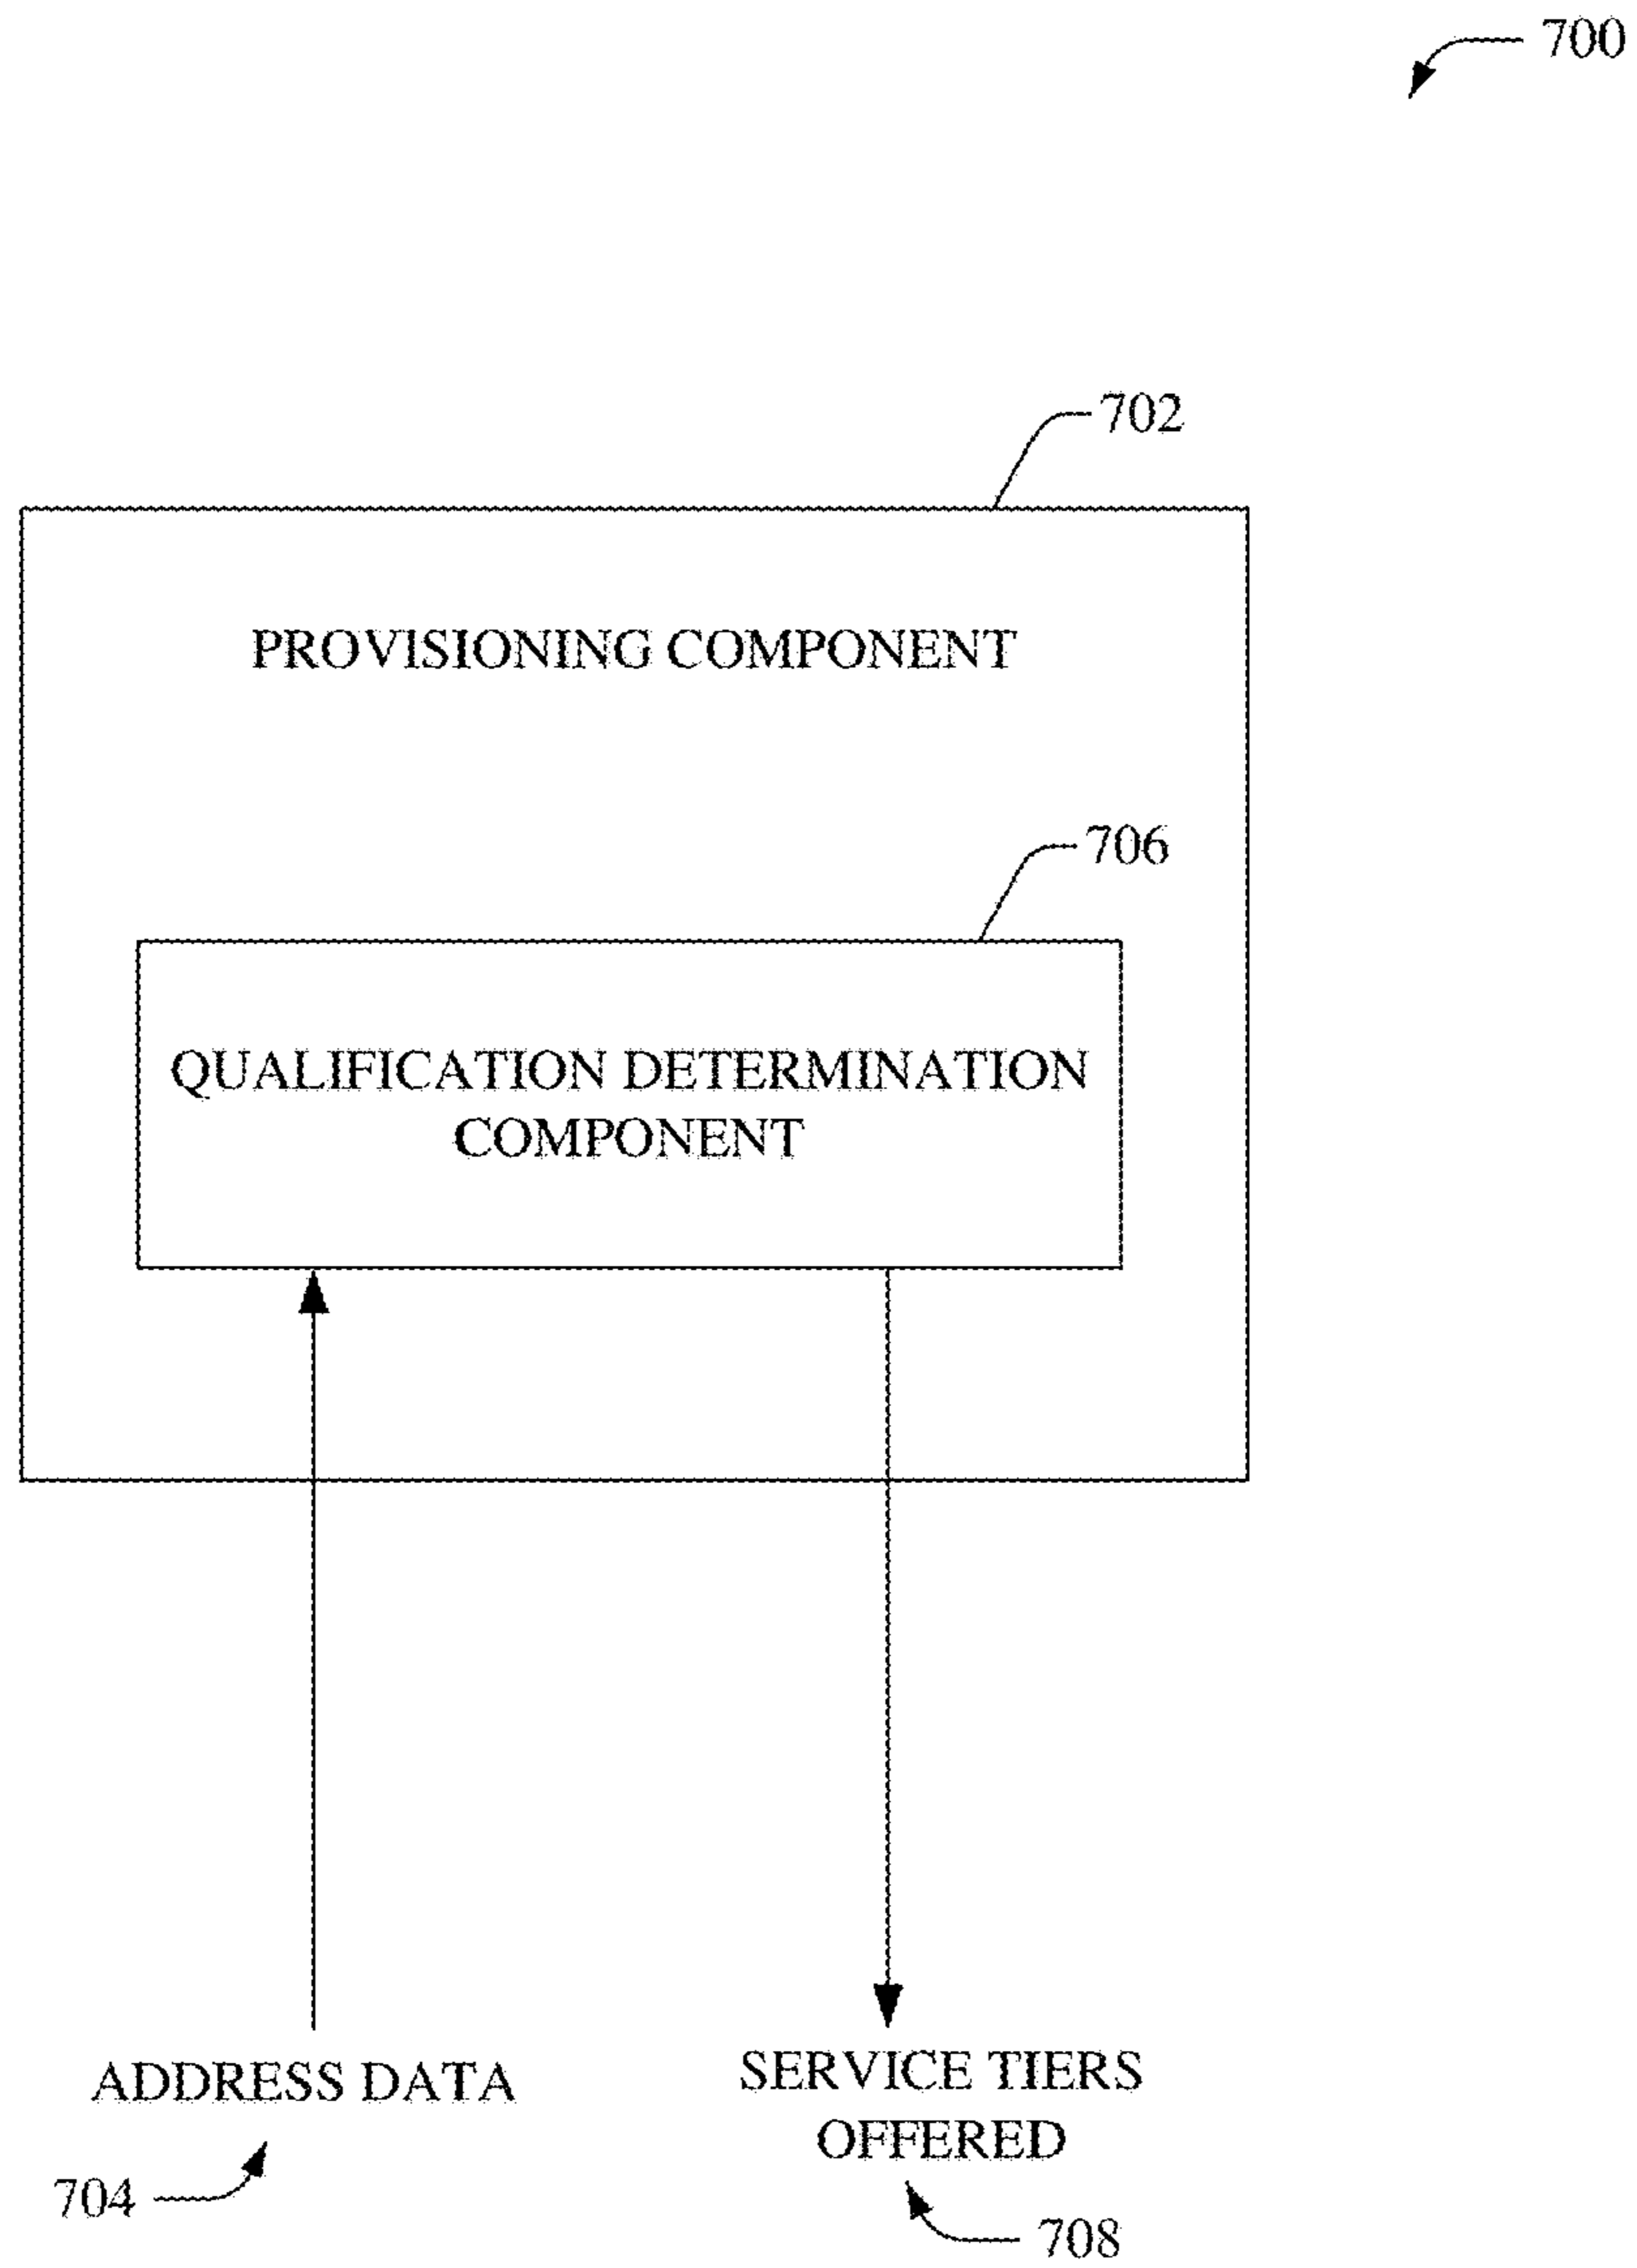 700
702
PROVISIONING COMPONENT
706
QUALIFICATION DETERMINATION
COMPONENT
ADDRESS DATA
704
SERVICE TIERS
OFFERED
708